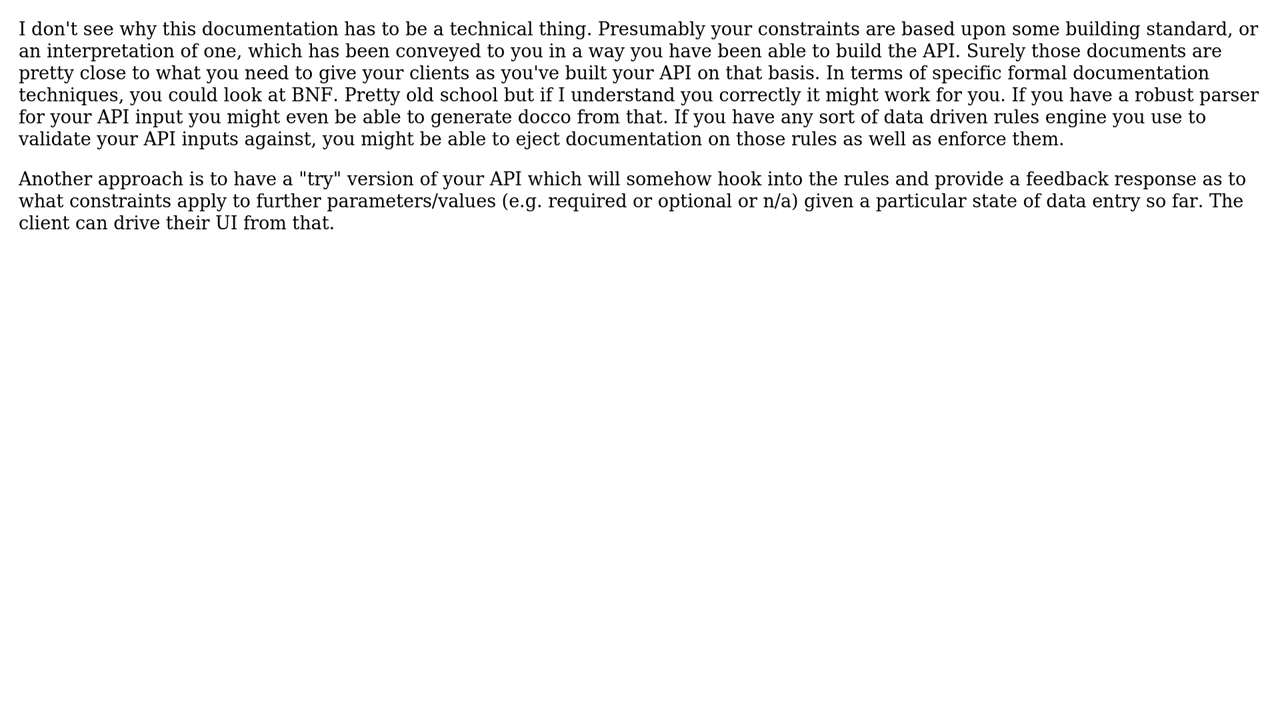 I don't see why this documentation has to be a technical thing. Presumably your constraints are based upon some building standard, or
an interpretation of one, which has been conveyed to you in a way you have been able to build the API. Surely those documents are
pretty close to what you need to give your clients as you've built your API on that basis. In terms of specific formal documentation
techniques, you could look at BNF. Pretty old school but if I understand you correctly it might work for you. If you have a robust parser
for your API input you might even be able to generate docco from that. If you have any sort of data driven rules engine you use to
validate your API inputs against, you might be able to eject documentation on those rules as well as enforce them.
Another approach is to have a "try" version of your API which will somehow hook into the rules and provide a feedback response as to
what constraints apply to further parameters/values (e.g. required or optional or n/a) given a particular state of data entry so far. The
client can drive their UI from that.